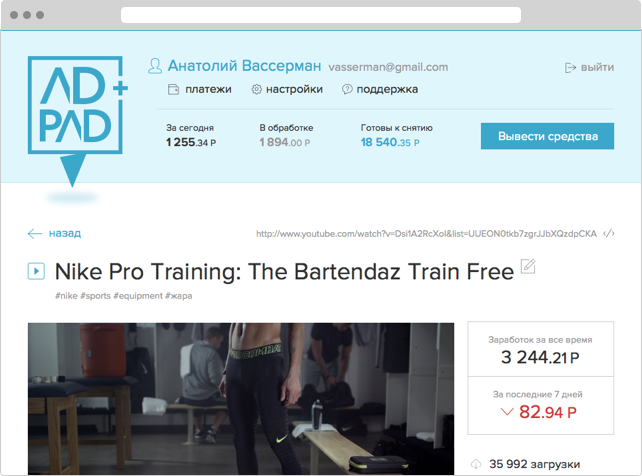 AD+
PAD
Анатолий Вассерман vasserman@gmail.com
выйти
платежи настройки поддержка
За сегодня В обработке Готовы к снятию
1 255.34 Р 1 894.00 Р 18 540.35 Р
Вывести средства
назад
http://www.youtube.com/watch?v=Dsi1A2RcXoI&list=UUEON0tkb7zgrJJbXQzdpCKA
Nike Pro Training: The Bartendaz Train Free
#nike #sports #equipment #жара
Заработок за все время
3 244.21 Р
За последние 7 дней
82.94 Р
35 992 загрузки